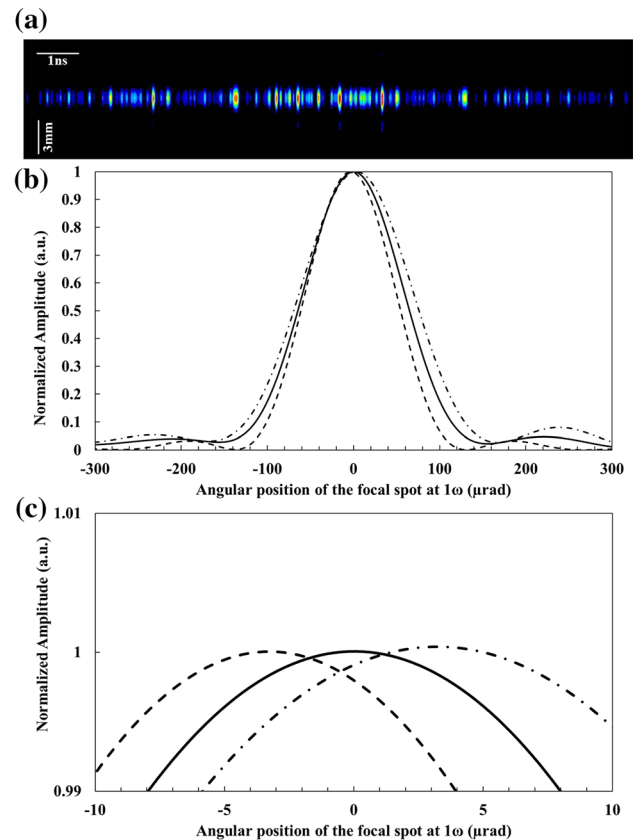 (a)
1ns
3mm
(b)
Normalized Amplitude (a.u.)
1
0.9
0.8
0.7
0.6
0.5
0.4
0.3
0.2
0.1
0
-300 -200 -100 0 100 200 300
Angular position of the focal spot at 1ω (µrad)
(c)
Normalized Amplitude (a.u.)
1.01
1
0.99
-10 -5 0 5 10
Angular position of the focal spot at 1ω (µrad)